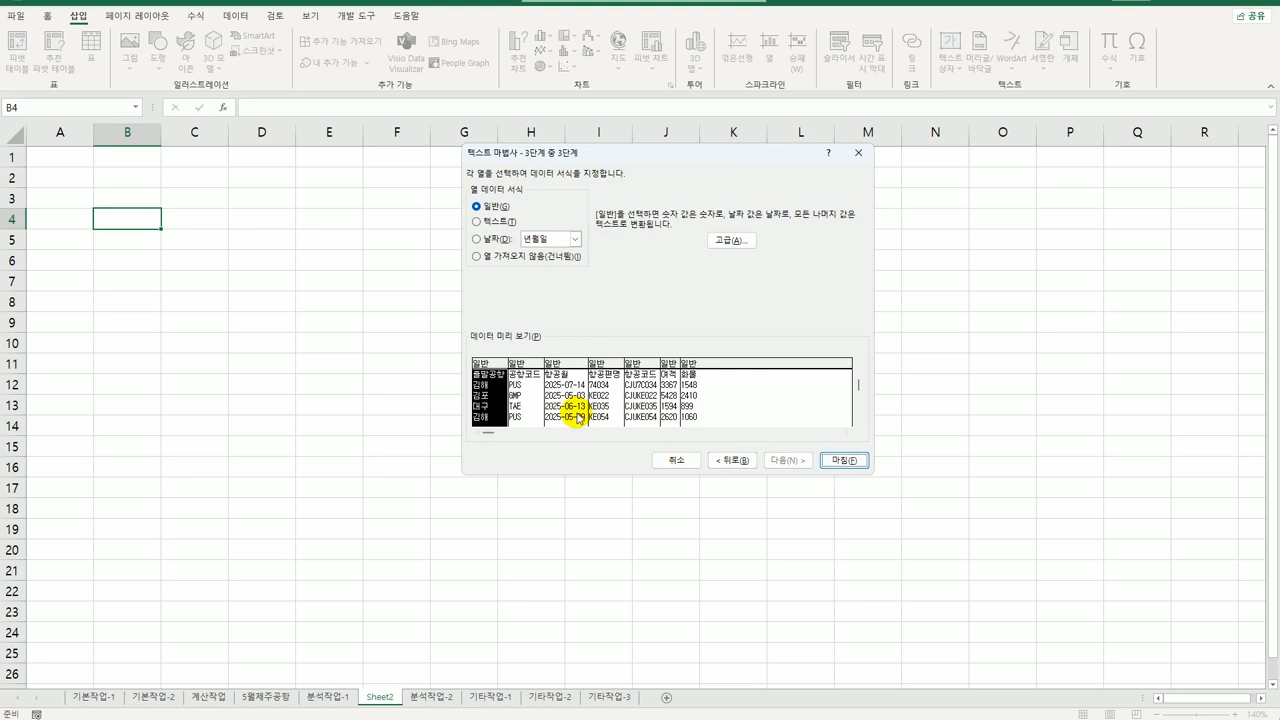 파일 홈 삽입 페이지 레이아웃 수식 데이터 검토 보기 개발 도구 도움말 공유
피벗 테이블 추천 피벗 테이블 표 그림 도형 아이콘 3D 모델 SmartArt 스크린샷
추가 기능 가져오기 내 추가 기능 Visio Data Visualizer Bing Maps People Graph
추천 차트 지도 피벗 차트 3D 맵 꺾은선형 열 승패(W) 슬라이서 시간 표시 막대
링크 텍스트 상자 머리글/바닥글 WordArt 서명란 개체 수식 기호
표 일러스트레이션 추가 기능 차트 투어 스파크라인 필터 링크 텍스트 기호
B4 fx
A B C D E F G H I J K L M N O P Q R
1
2
3
4
5
6
7
8
9
10
11
12
13
14
15
16
17
18
19
20
21
22
23
24
25
26
텍스트 마법사 - 3단계 중 3단계 ?
각 열을 선택하여 데이터 서식을 지정합니다.
열 데이터 서식
일반(G)
텍스트(T)
날짜(D): 년월일
열 가져오지 않음(건너뜀)(I)
[일반]을 선택하면 숫자 값은 숫자로, 날짜 값은 날짜로, 모든 나머지 값은
텍스트로 변환됩니다.
고급(A)...
데이터 미리 보기(P)
일반 일반 일반 일반 일반 일반 일반
출발공항 공항코드 항공월 항공편명 항공코드 여객 화물
김해 PUS 2025-07-14 74034 CJU7C034 3367 1548
김포 GMP 2025-05-03 KE022 CJUKE022 5428 2410
대구 TAE 2025-06-13 KE035 CJUKE035 1594 899
김해 PUS KE054 CJUKE054 2620 1060
취소 < 뒤로(B) 다음(N) > 마침(F)
기본작업-1 기본작업-2 계산작업 5월제주공항 분석작업-1 Sheet2 분석작업-2 기타작업-1 기타작업-2 기타작업-3
준비 140%